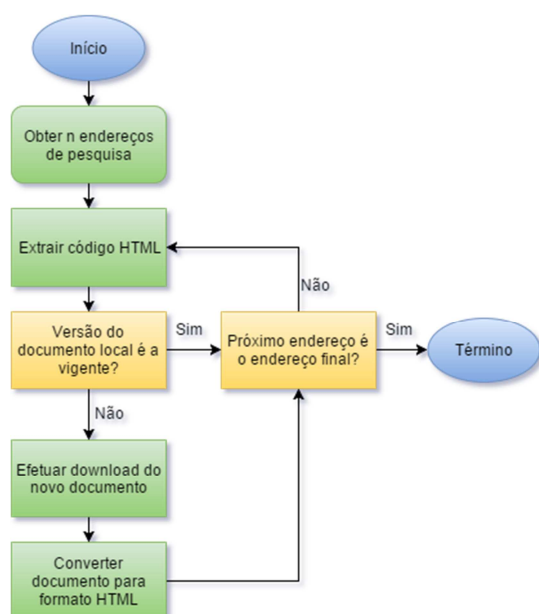 Início
Obter n endereços
de pesquisa
Extrair código HTML
Não
Versão do
documento local é a
vigente?
Sim
Próximo endereço é
o endereço final?
Sim
Término
Não
Efetuar download do
novo documento
Converter
documento para
formato HTML